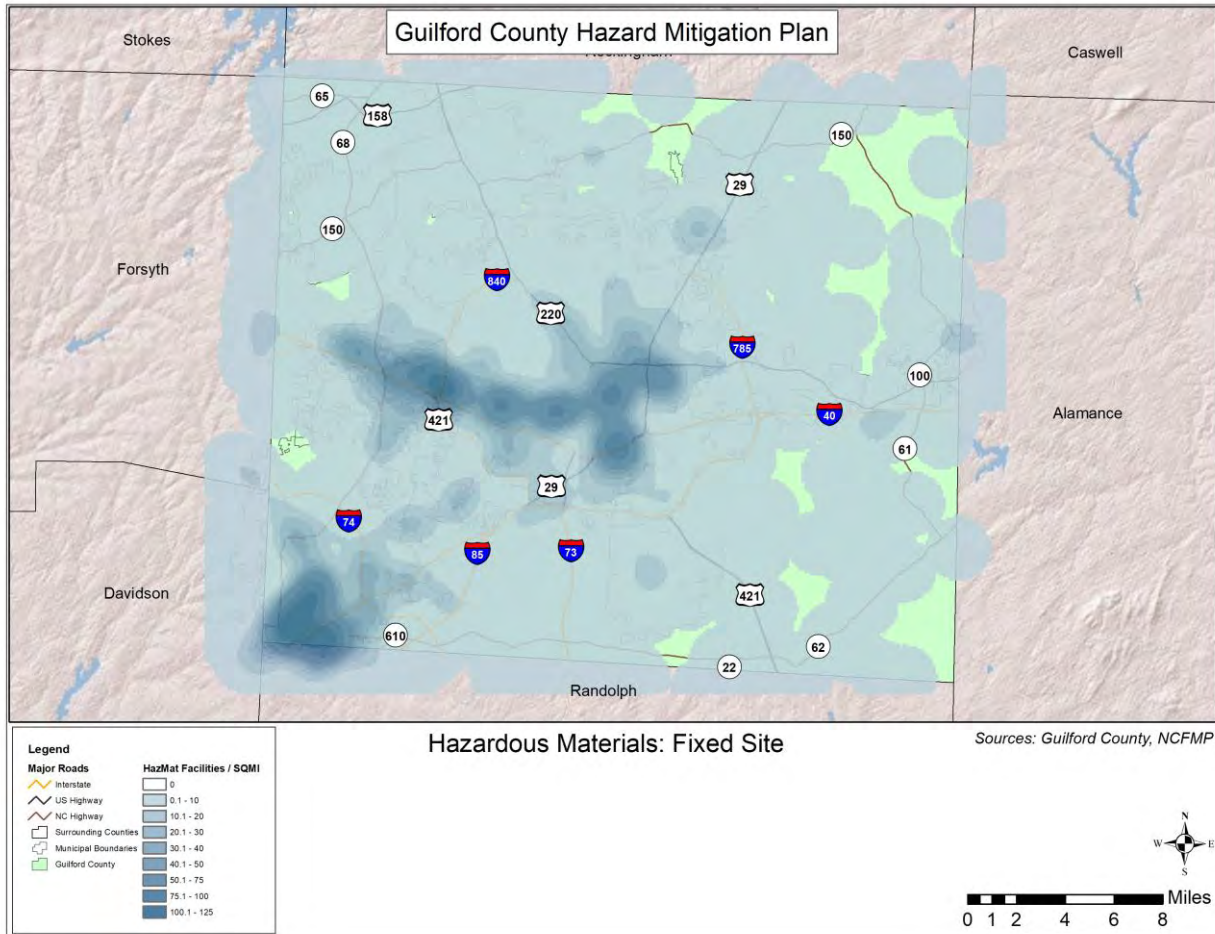 Guilford County Hazard Mitigation Plan
Stokes
Rockingham
Caswell
65
158
68
150
29
150
Forsyth
840
220
785
100
421
40
Alamance
61
29
74
85
73
Davidson
421
610
62
22
Randolph
Hazardous Materials: Fixed Site
Sources: Guilford County, NCFMP
Legend
Major Roads
Interstate
US Highway
NC Highway
Surrounding Counties
Municipal Boundaries
Guilford County
HazMat Facilities / SQMI
0
0.1 - 10
10.1 - 20
20.1 - 30
30.1 - 40
40.1 - 50
50.1 - 75
75.1 - 100
100.1 - 125
N
W E
S
Miles
0 1 2 4 6 8